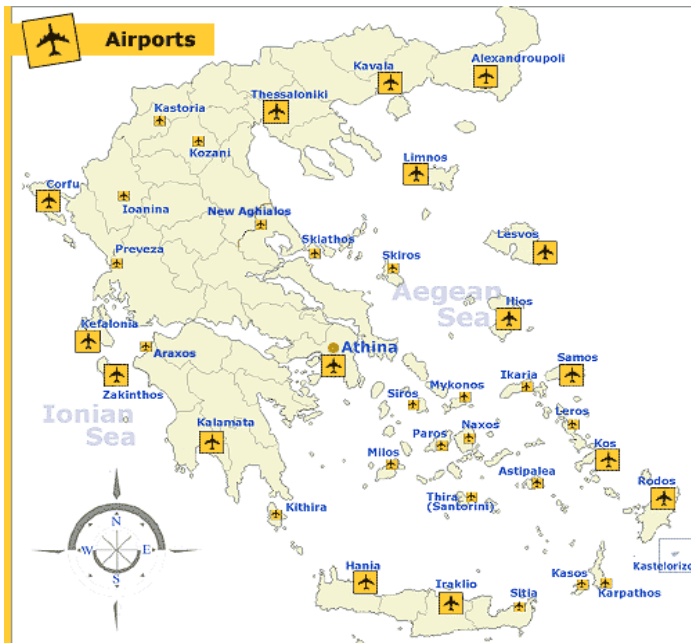 Airports
Alexandroupoli
Kavala
Thessaloniki
Kastoria
Kozani
Limnos
Corfu
Ioanina
New Aghialos
Skiathos
Lesvos
Preveza
Skiros
Aegean
Sea
Hios
Kefalonia
Araxos
Athina
Zakinthos
Samos
Ikaria
Mykonos
Siros
Ionian
Sea
Kalamata
Leros
Naxos
Paros
Kos
Milos
Astipalea
Rodos
Thira
(Santorini)
Kithira
N
W
E
S
Kastelorizo
Hania
Iraklio
Sitia
Kasos
Karpathos